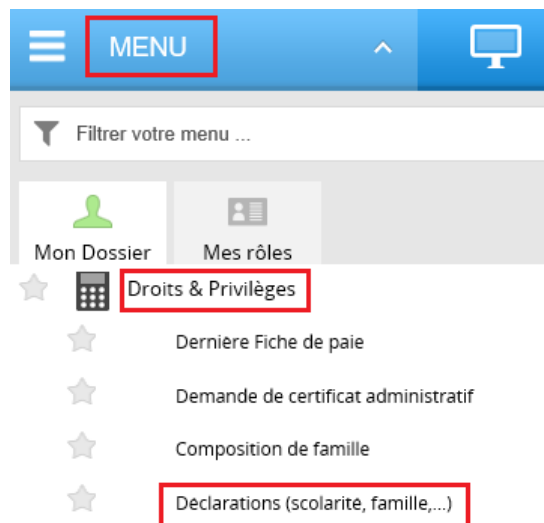 MENU
Filtrer votre menu ...
Mon Dossier Mes rôles
Droits & Privilèges
Dernière Fiche de paie
Demande de certificat administratif
Composition de famille
Déclarations (scolarité, famille,...)